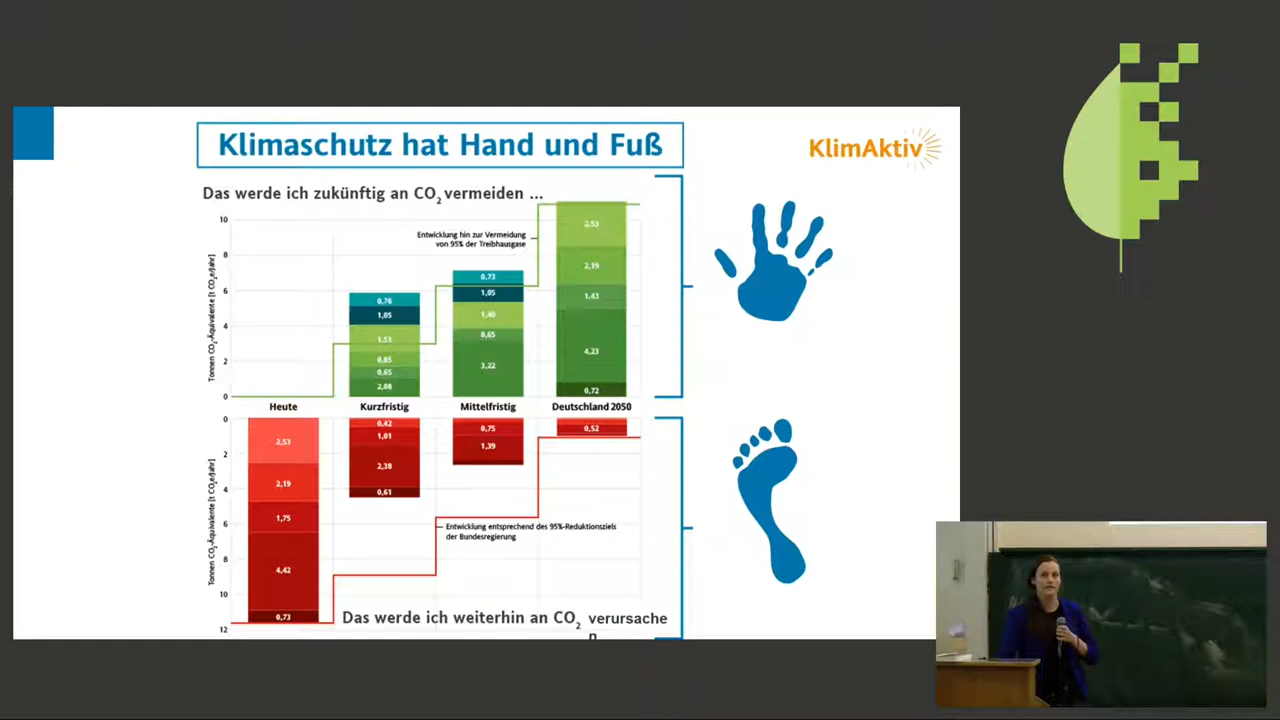 Klimaschutz hat Hand und Fuß
KlimAktiv
Das werde ich zukünftig an CO2 vermeiden ...
Tonnen CO2-Äquivalente [t CO2e/Jahr]
10
8
6
4
2
0
Entwicklung hin zur Vermeidung
von 95% der Treibhausgase
0,76
1,05
1,53
0,85
0,65
2,08
0,73
1,05
1,40
0,65
3,22
2,53
2,19
1,43
4,23
0,72
Heute
Kurzfristig
Mittelfristig
Deutschland 2050
Tonnen CO2-Äquivalente [t CO2e/Jahr]
0
2
4
6
8
10
12
2,53
2,19
1,75
4,42
0,73
0,42
1,01
2,38
0,61
0,75
1,39
0,52
Entwicklung entsprechend des 95%-Reduktionsziels
der Bundesregierung
Das werde ich weiterhin an CO2 verursache
n